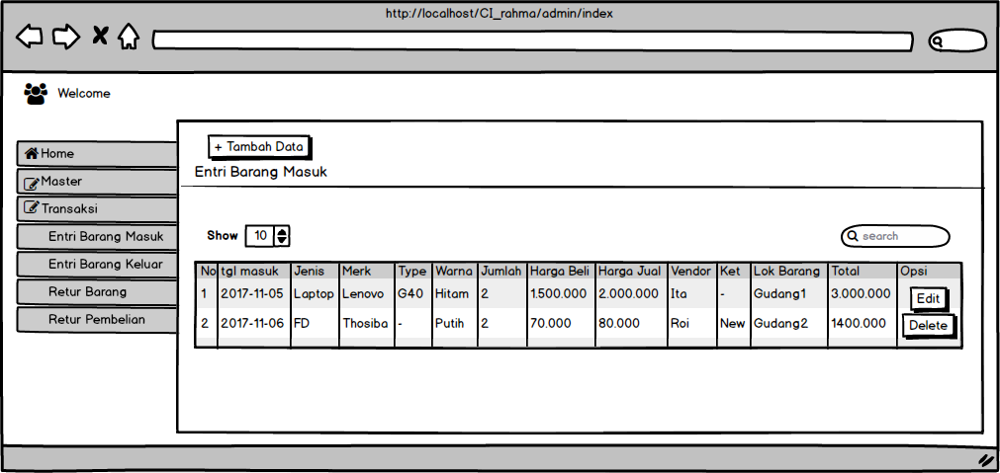 http://localhost/CI_rahma/admin/index
Welcome
Home
Master
Transaksi
Entri Barang Masuk
Entri Barang Keluar
Retur Barang
Retur Pembelian
+ Tambah Data
Entri Barang Masuk
Show 10 search
No tgl masuk Jenis Merk Type Warna Jumlah Harga Beli Harga Jual Vendor Ket Lok Barang Total Opsi
1 2017-11-05 Laptop Lenovo G40 Hitam 2 1.500.000 2.000.000 Ita - Gudang1 3.000.000 Edit
2 2017-11-06 FD Thosiba - Putih 2 70.000 80.000 Roi New Gudang2 1400.000 Delete